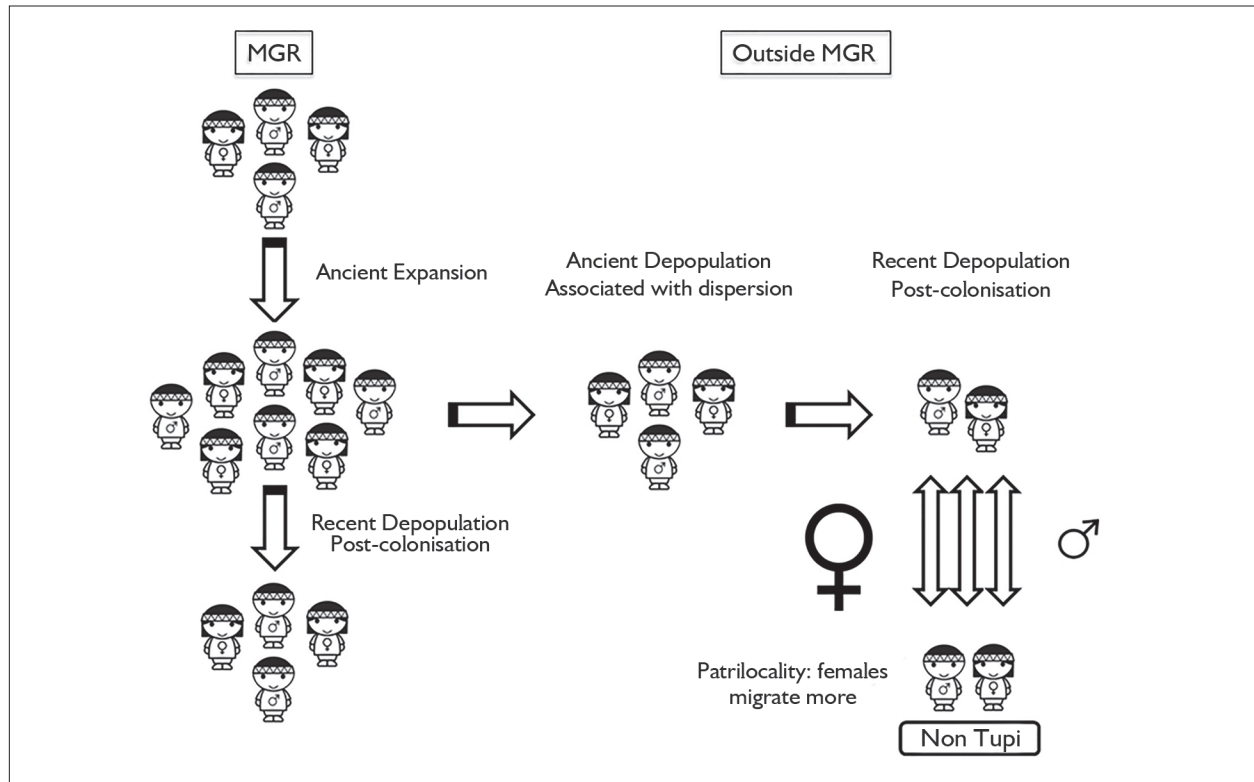 MGR
Outside MGR
Ancient Expansion
Ancient Depopulation
Associated with dispersion
Recent Depopulation
Post-colonisation
Recent Depopulation
Post-colonisation
Patrilocality: females
migrate more
Non Tupi